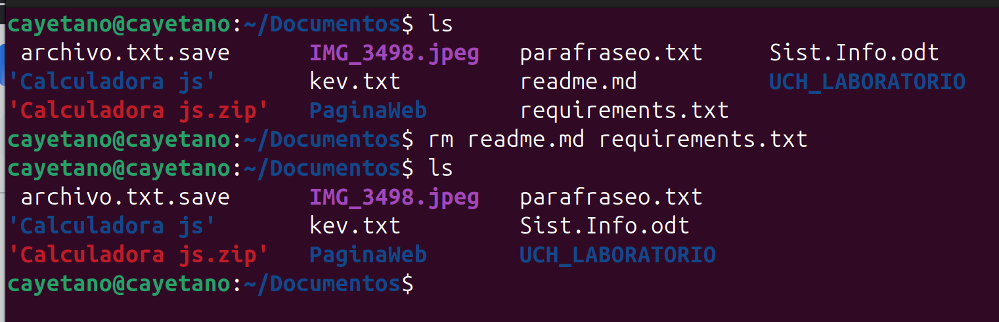 cayetano@cayetano:~/Documentos$ ls
 archivo.txt.save      IMG_3498.jpeg   parafraseo.txt     Sist.Info.odt
'Calculadora js'       kev.txt         readme.md          UCH_LABORATORIO
'Calculadora js.zip'   PaginaWeb       requirements.txt
cayetano@cayetano:~/Documentos$ rm readme.md requirements.txt
cayetano@cayetano:~/Documentos$ ls
 archivo.txt.save      IMG_3498.jpeg   parafraseo.txt
'Calculadora js'       kev.txt         Sist.Info.odt
'Calculadora js.zip'   PaginaWeb       UCH_LABORATORIO
cayetano@cayetano:~/Documentos$